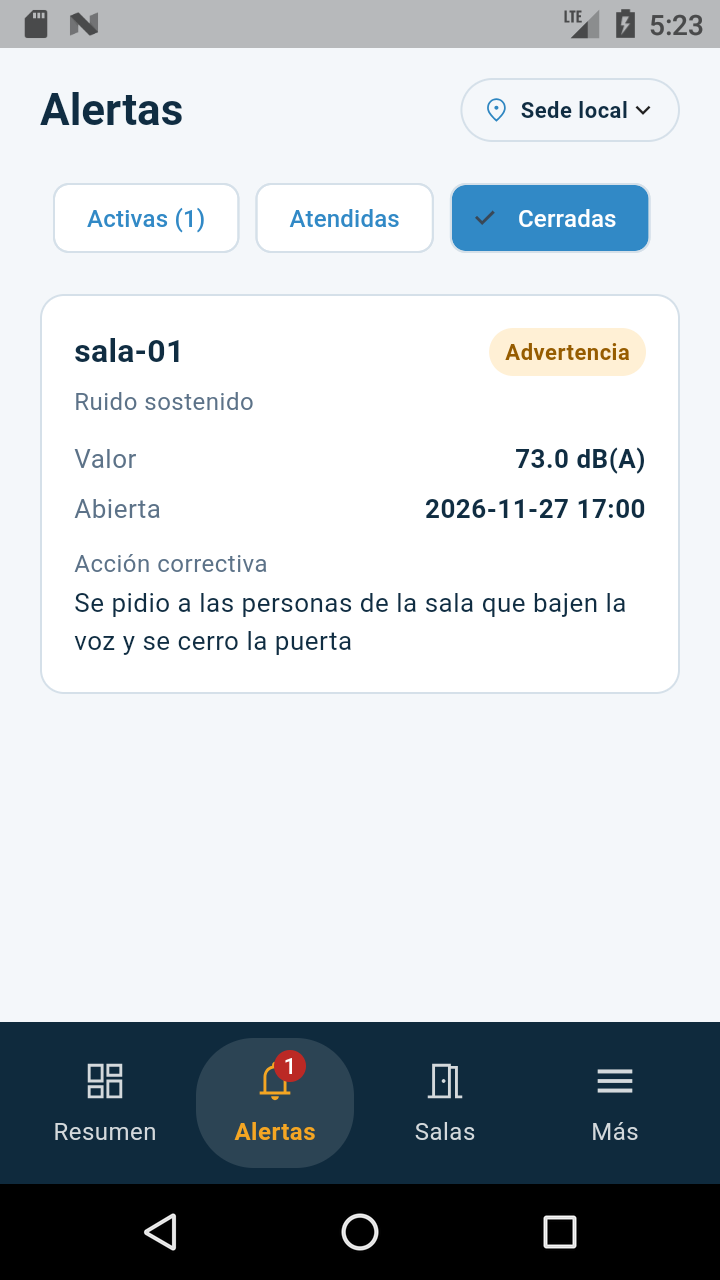 LTE 5:23
Alertas
Sede local
Activas (1)
Atendidas
Cerradas
sala-01
Advertencia
Ruido sostenido
Valor
73.0 dB(A)
Abierta
2026-11-27 17:00
Acción correctiva
Se pidio a las personas de la sala que bajen la
voz y se cerro la puerta
1
Resumen
Alertas
Salas
Más